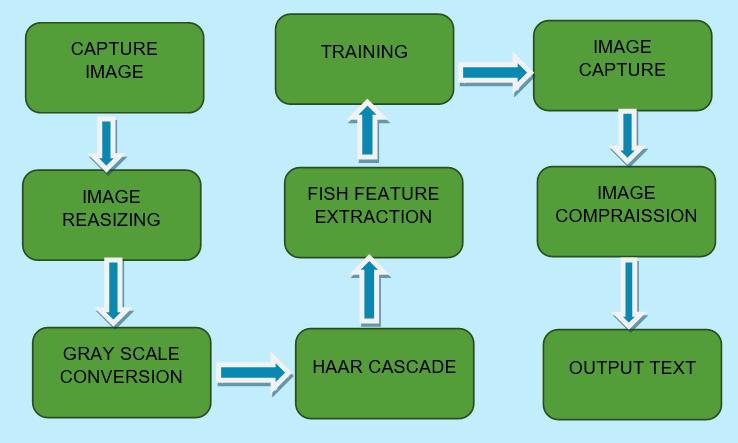 CAPTURE
IMAGE
IMAGE
REASIZING
GRAY SCALE
CONVERSION
HAAR CASCADE
FISH FEATURE
EXTRACTION
TRAINING
IMAGE
CAPTURE
IMAGE
COMPRAISSION
OUTPUT TEXT